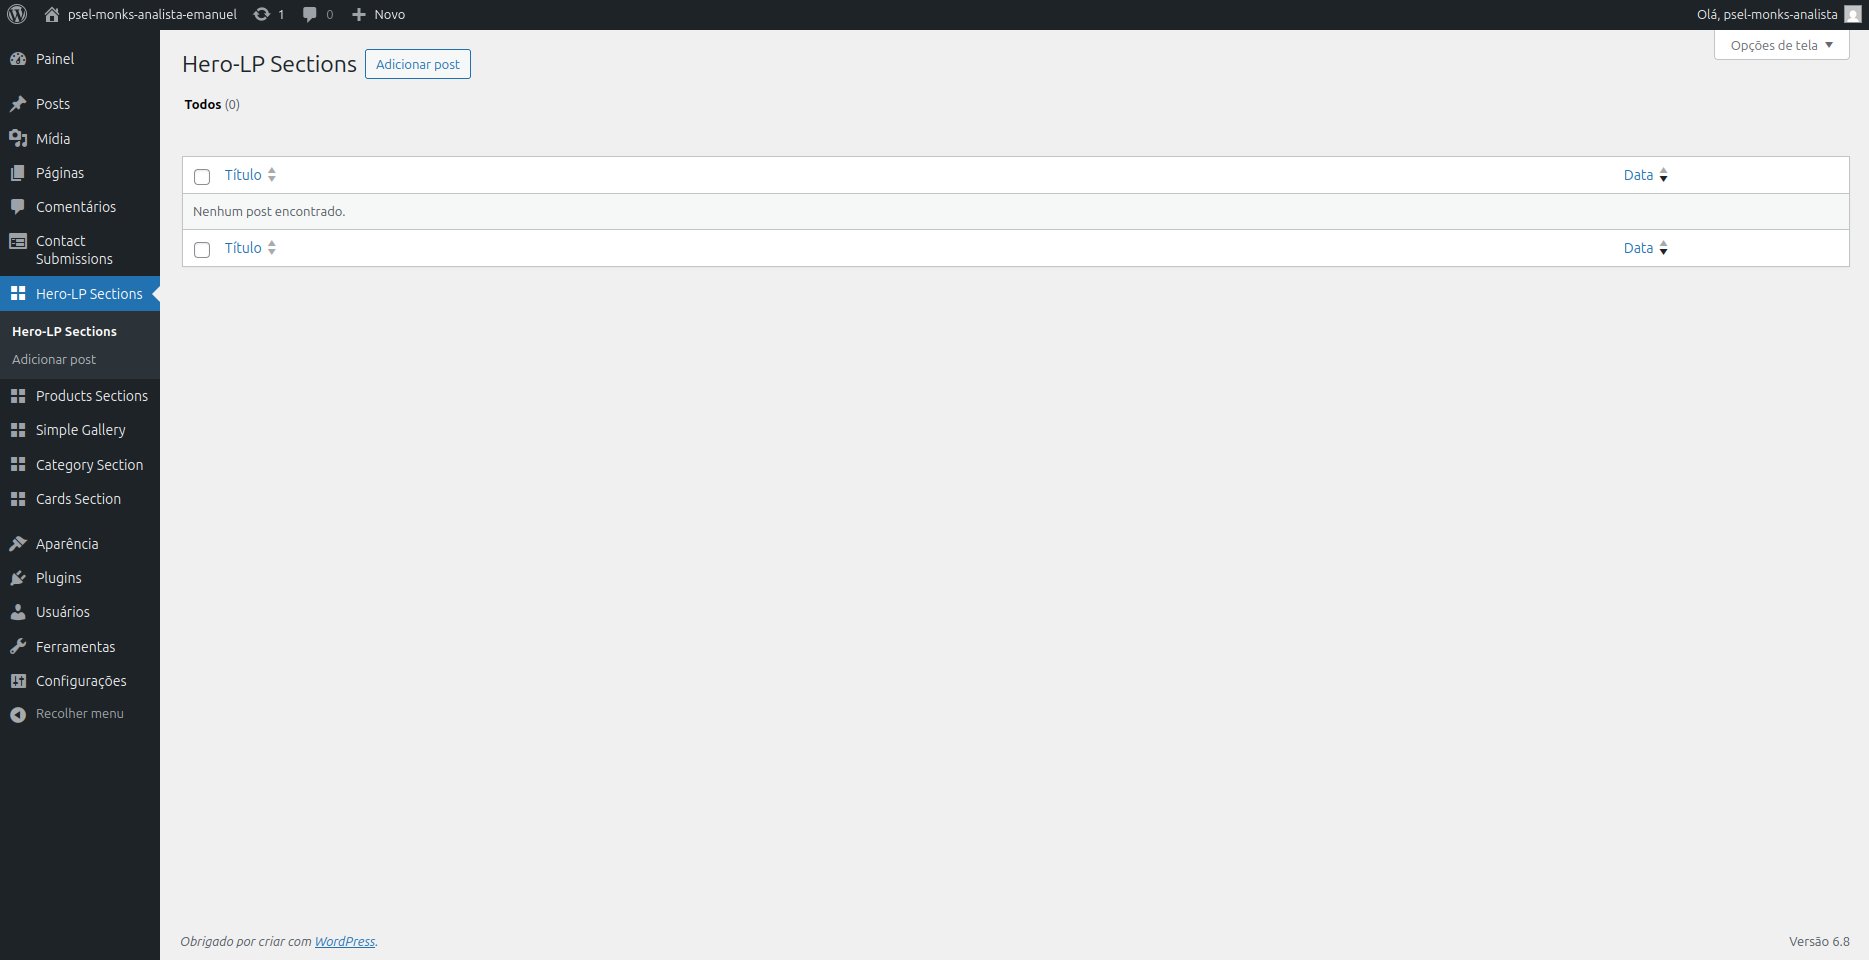 psel-monks-analista-emanuel 1 0 Novo Olá, psel-monks-analista
Opções de tela
Painel
Posts
Mídia
Páginas
Comentários
Contact
Submissions
Hero-LP Sections
Hero-LP Sections
Adicionar post
Products Sections
Simple Gallery
Category Section
Cards Section
Aparência
Plugins
Usuários
Ferramentas
Configurações
Recolher menu
Hero-LP Sections Adicionar post
Todos (0)
Título Data
Nenhum post encontrado.
Título Data
Obrigado por criar com WordPress. Versão 6.8